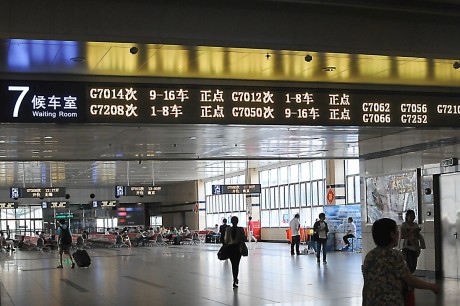 7 候车室 Waiting Room
G7014次 9-16车 正点 G7012次 1-8车 正点 G7062 G7056 G7210
G7208次 1-8车 正点 G7050次 9-16车 正点 G7066 G252